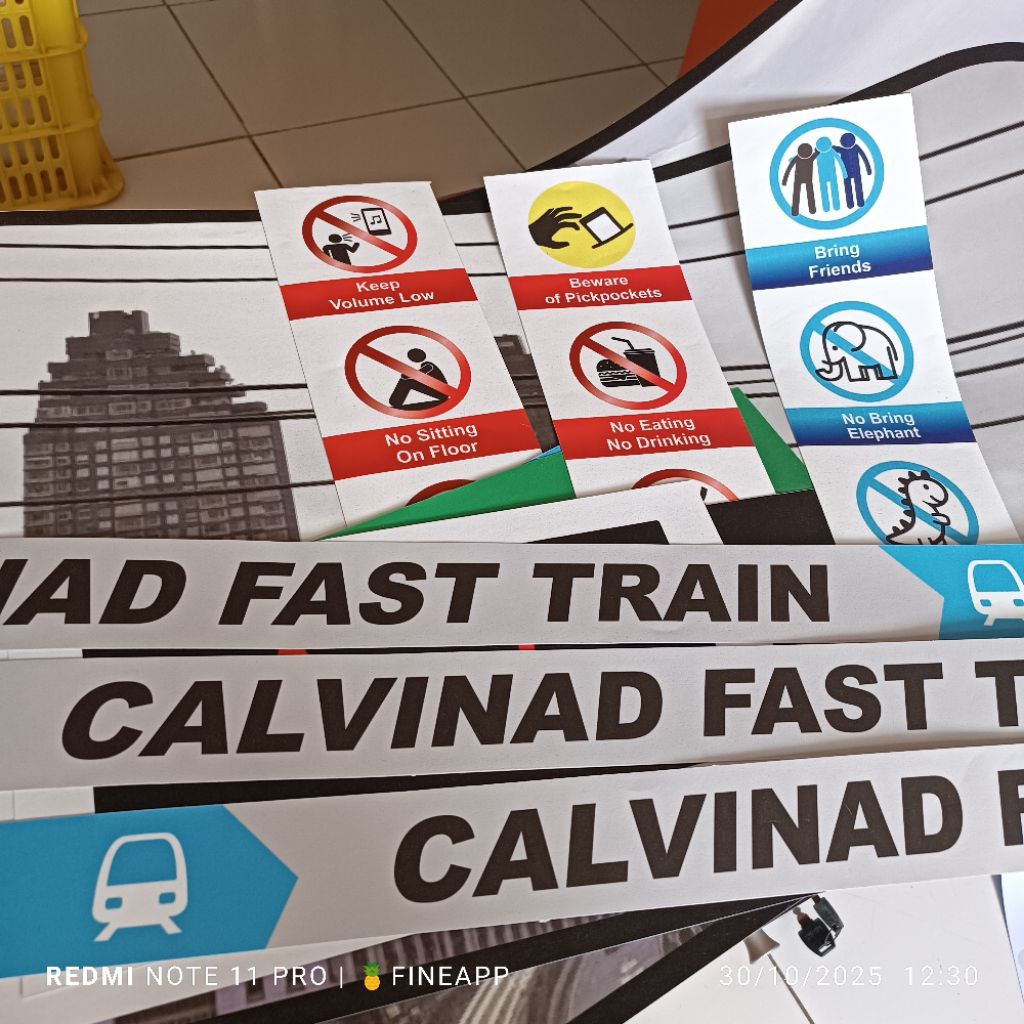 Keep
Volume Low
No Sitting
On Floor
Beware
of Pickpockets
No Eating
No Drinking
Bring
Friends
No Bring
Elephant
NAD FAST TRAIN
CALVINAD FAST T
CALVINAD F
REDMI NOTE 11 PRO | 🍍FINEAPP
30/10/2025 12:30